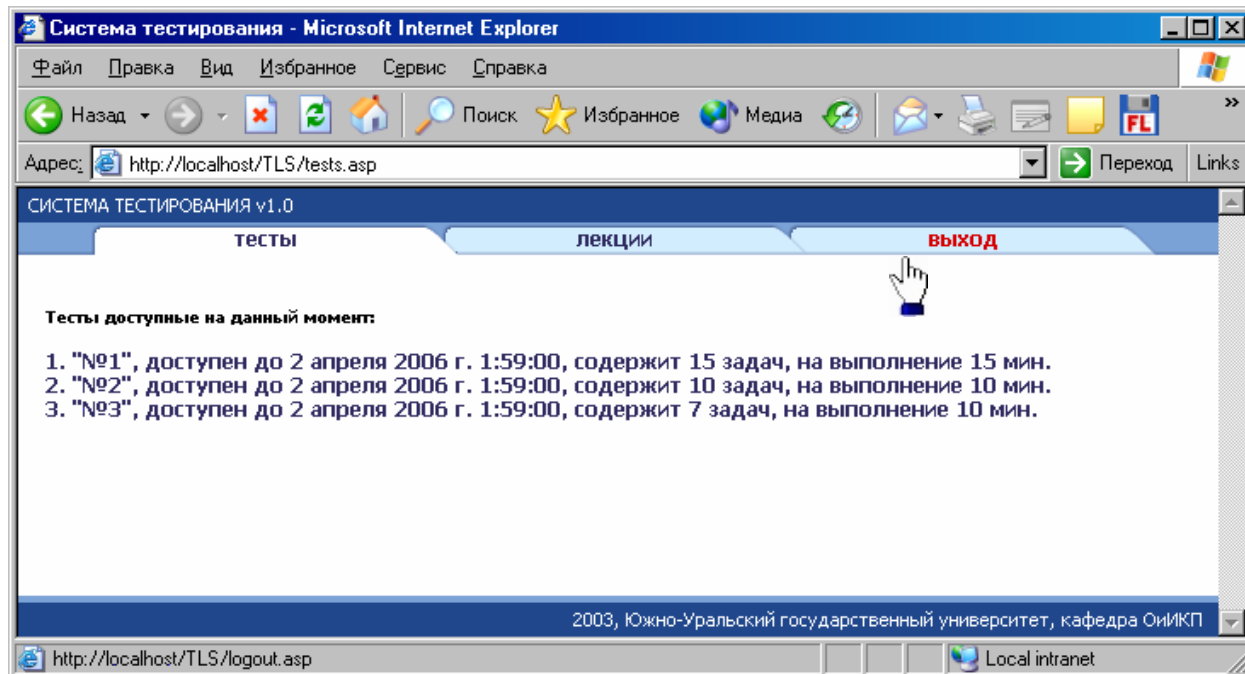 Система тестирования - Microsoft Internet Explorer
Файл Правка Вид Избранное Сервис Справка
Назад Поиск Избранное Медиа FL »
Адрес: http://localhost/TLS/tests.asp Переход Links
СИСТЕМА ТЕСТИРОВАНИЯ v1.0
тесты лекции выход
Тесты доступные на данный момент:
1. "№1", доступен до 2 апреля 2006 г. 1:59:00, содержит 15 задач, на выполнение 15 мин.
2. "№2", доступен до 2 апреля 2006 г. 1:59:00, содержит 10 задач, на выполнение 10 мин.
3. "№3", доступен до 2 апреля 2006 г. 1:59:00, содержит 7 задач, на выполнение 10 мин.
2003, Южно-Уральский государственный университет, кафедра ОиИКП
http://localhost/TLS/logout.asp Local intranet